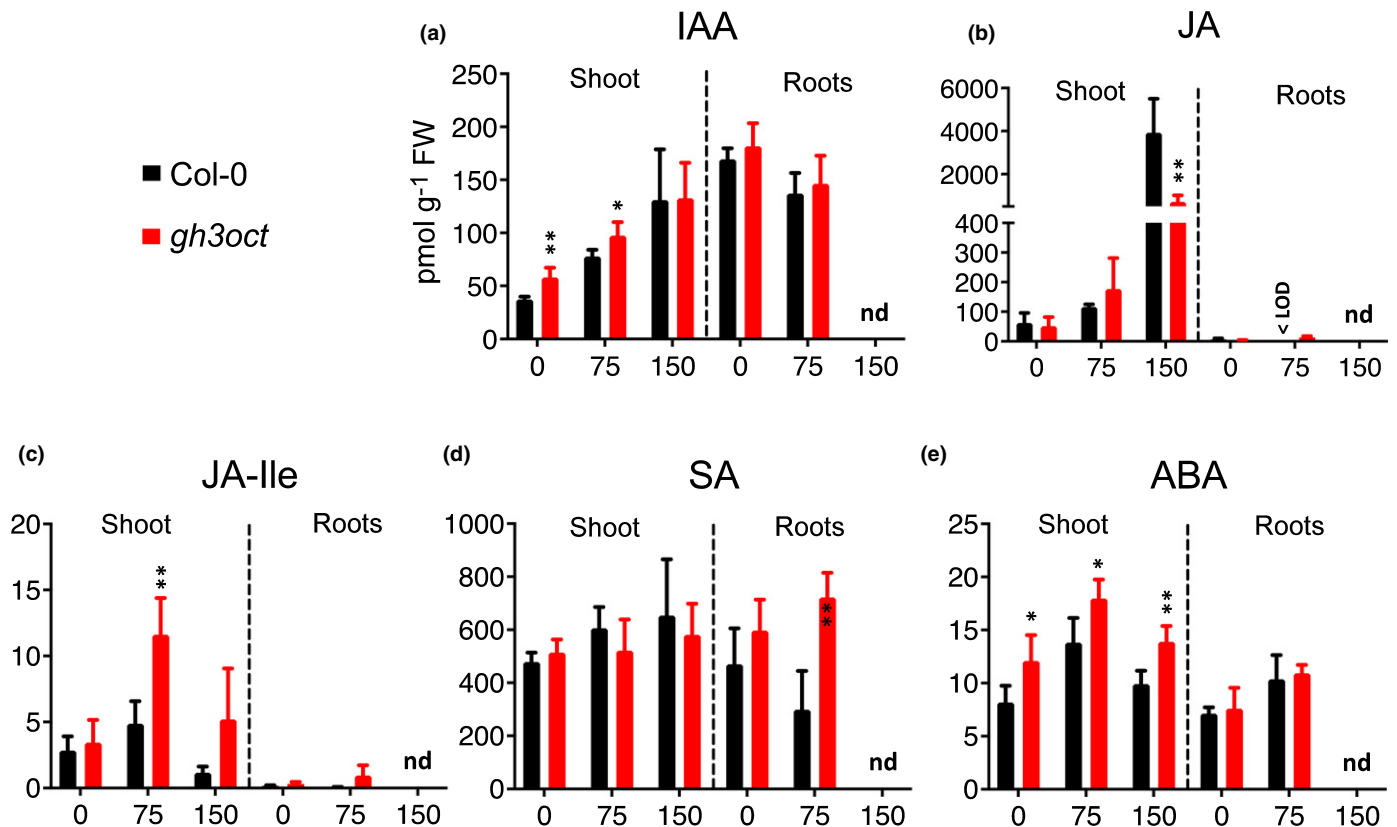 (a) IAA
(b) JA
Col-0
gh3oct
pmol g-1 FW
250
200
150
100
50
0
Shoot Roots
**
*
nd
0 75 150 0 75 150
6000
4000
2000
400
300
200
100
0
Shoot Roots
**
< LOD
nd
0 75 150 0 75 150
(c) JA-Ile
20
15
10
5
0
Shoot Roots
**
nd
0 75 150 0 75 150
(d) SA
1000
800
600
400
200
0
Shoot Roots
**
nd
0 75 150 0 75 150
(e) ABA
25
20
15
10
5
0
Shoot Roots
*
*
**
nd
0 75 150 0 75 150